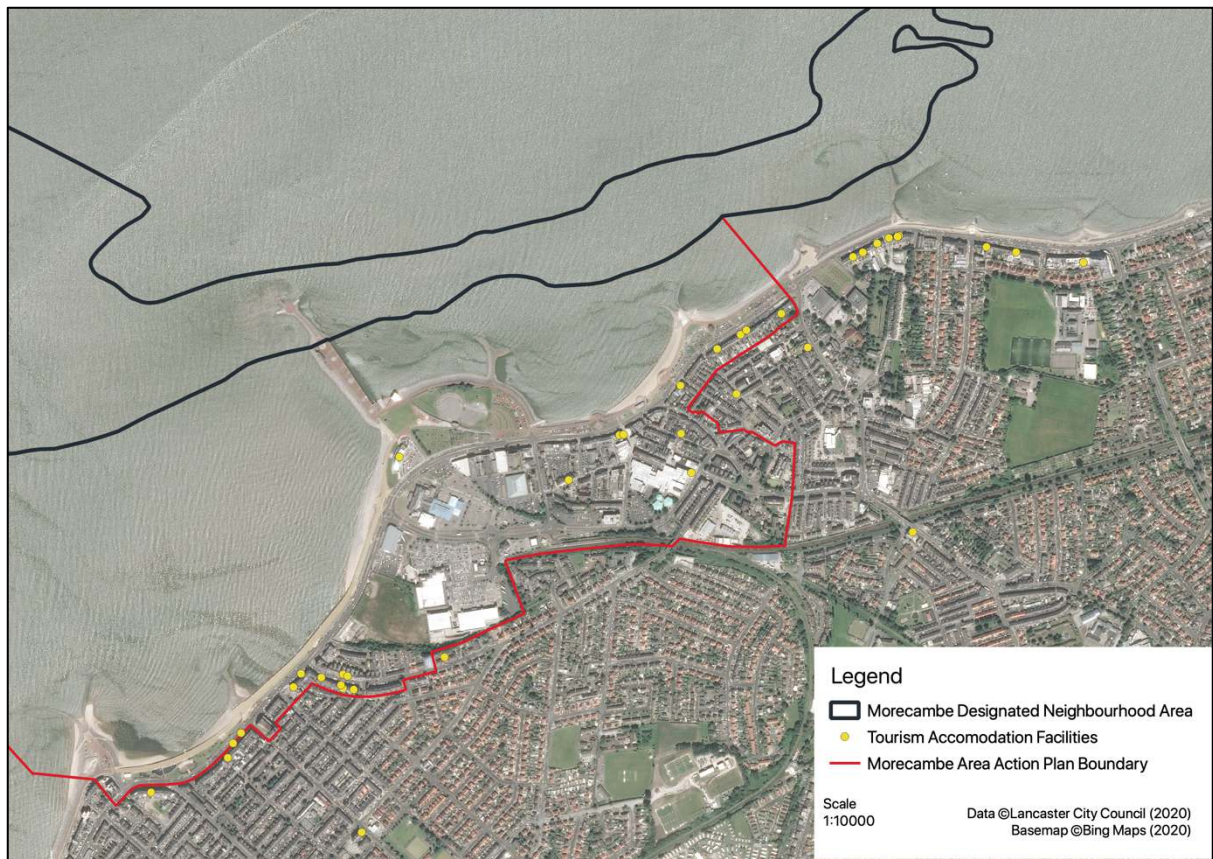 Legend
Morecambe Designated Neighbourhood Area
Tourism Accomodation Facilities
Morecambe Area Action Plan Boundary
Scale
1:10000
Data ©Lancaster City Council (2020)
Basemap ©Bing Maps (2020)